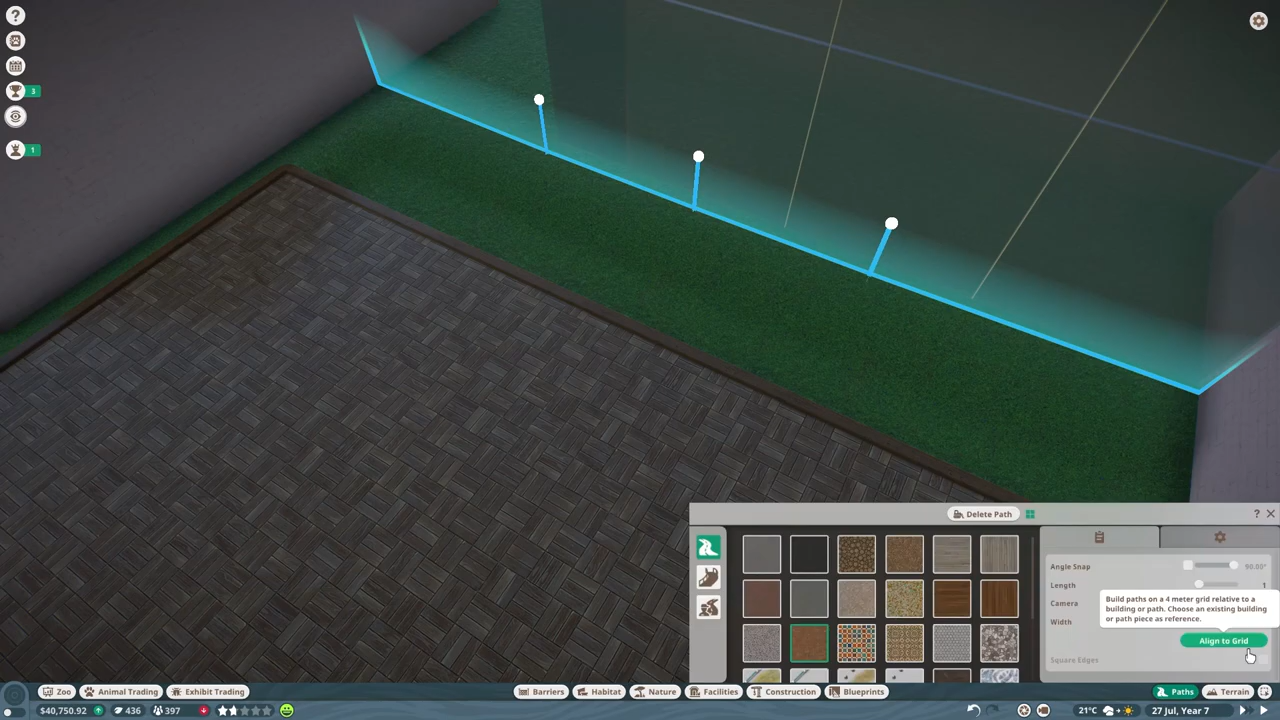 ?
3
1
Delete Path
?
Angle Snap
90.00°
Length
1
Camera
Width
Build paths on a 4 meter grid relative to a
building or path. Choose an existing building
or path piece as reference.
Align to Grid
Square Edges
Zoo
Animal Trading
Exhibit Trading
Barriers
Habitat
Nature
Facilities
Construction
Blueprints
Paths
Terrain
$40,750.92
436
397
21°C
27 Jul, Year 7